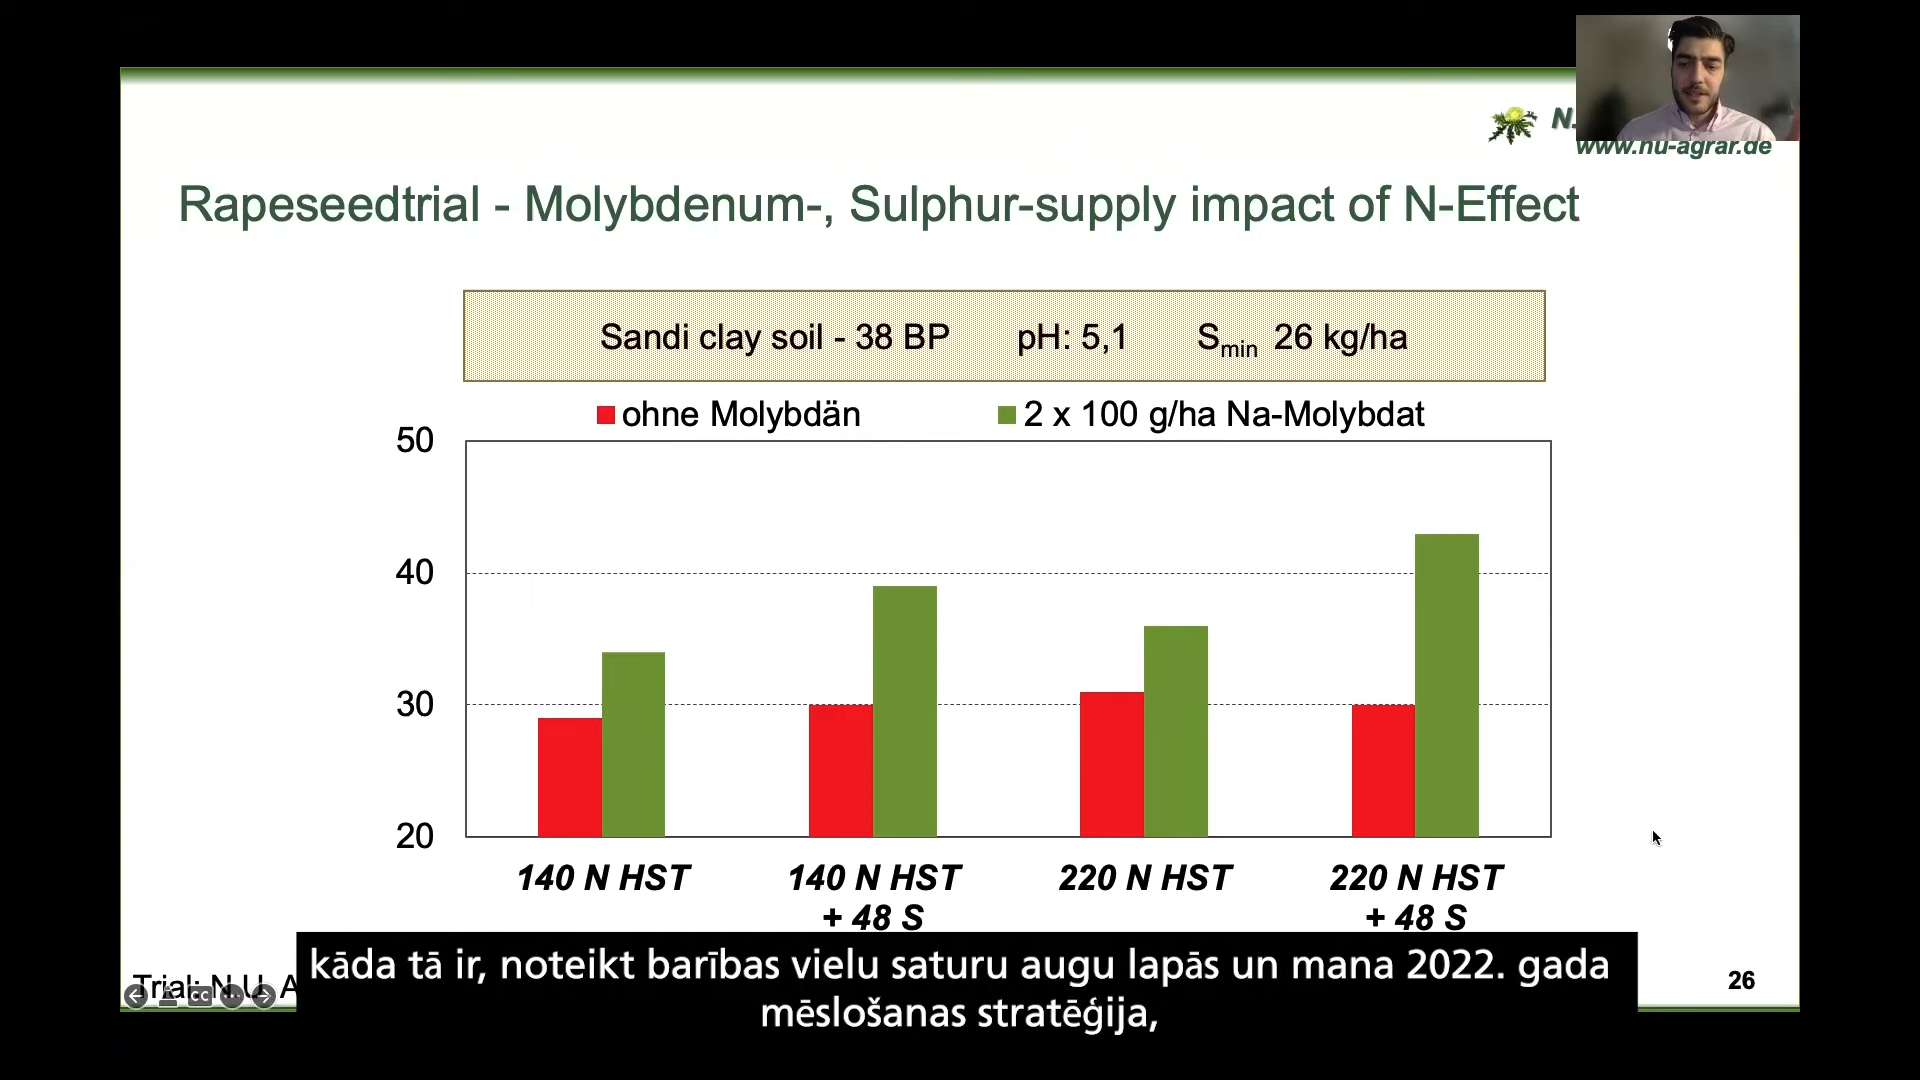 N.
www.nu-agrar.de
Rapeseedtrial - Molybdenum-, Sulphur-supply impact of N-Effect
Sandi clay soil - 38 BP pH: 5,1 Smin 26 kg/ha
ohne Molybdän 2 x 100 g/ha Na-Molybdat
50
40
30
20
140 N HST 140 N HST 220 N HST 220 N HST
+ 48 S + 48 S
Trial: N.U. A
kāda tā ir, noteikt barības vielu saturu augu lapās un mana 2022. gada
mēslošanas stratēģija,
26